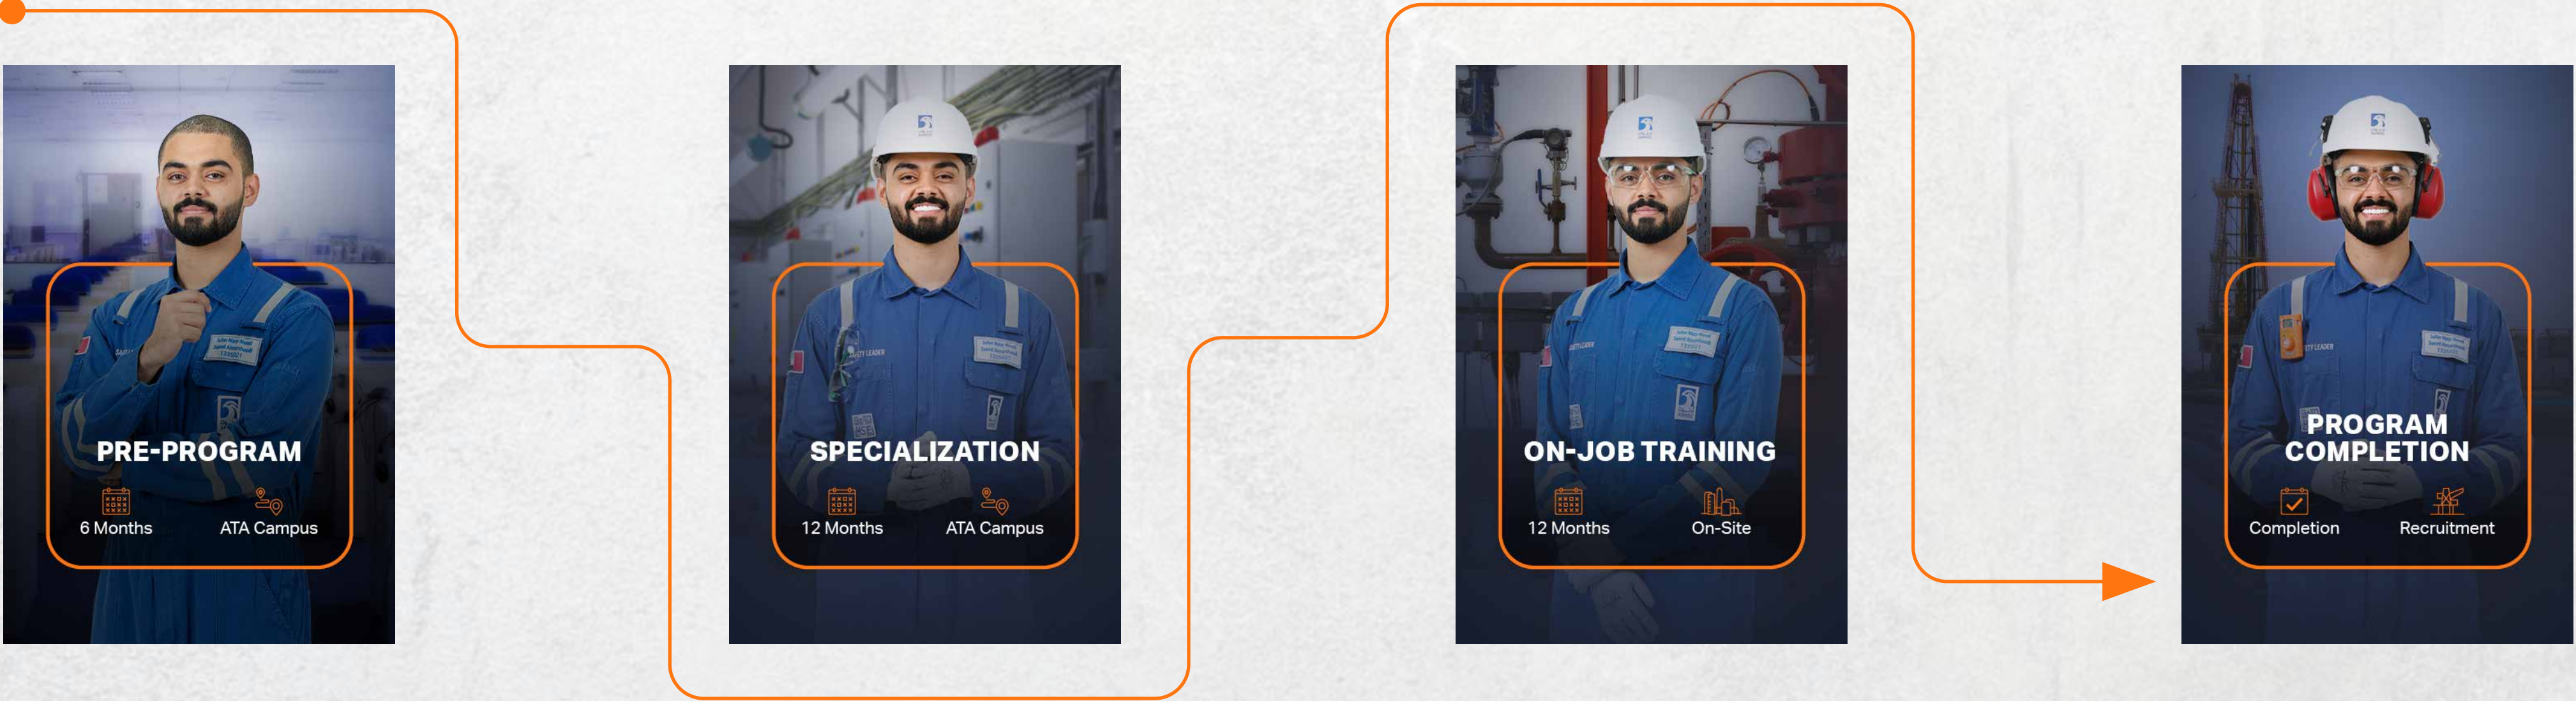 PRE-PROGRAM
6 Months
ATA Campus
SPECIALIZATION
12 Months
ATA Campus
ON-JOB TRAINING
12 Months
On-Site
PROGRAM
COMPLETION
Completion
Recruitment